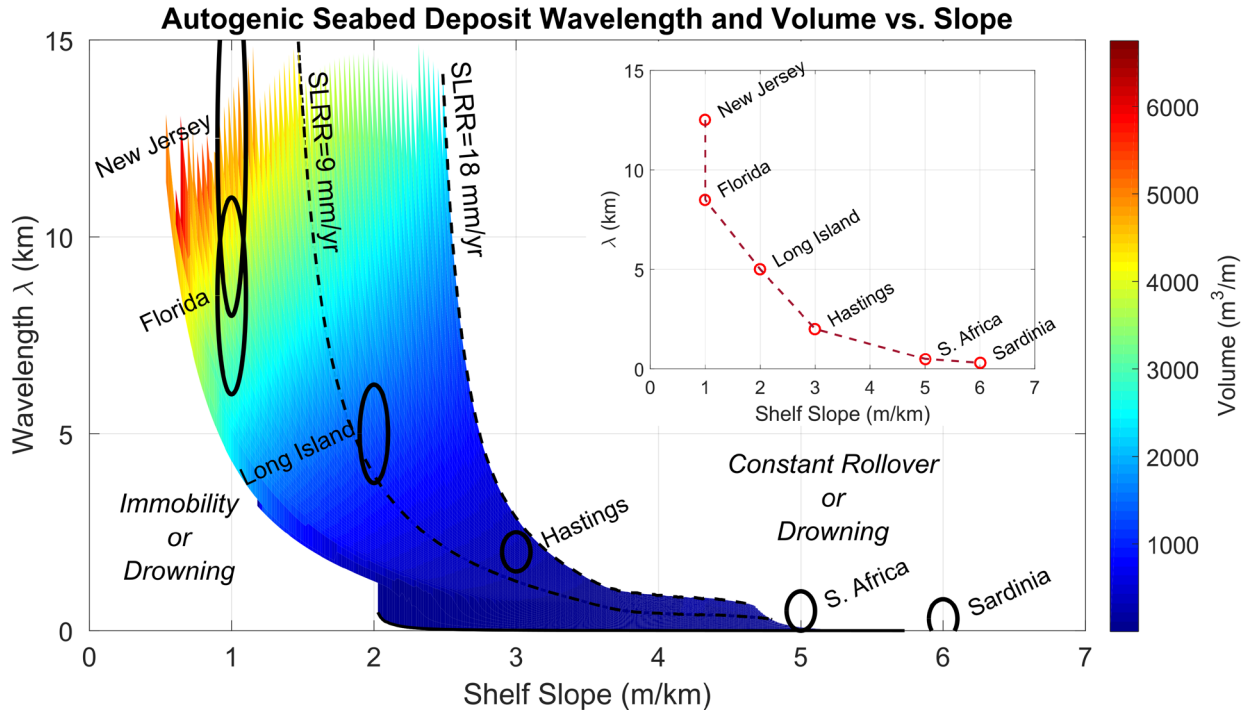 Autogenic Seabed Deposit Wavelength and Volume vs. Slope
Wavelength λ (km)
15
10
5
0
0
1
2
3
4
5
6
7
Shelf Slope (m/km)
New Jersey
Florida
Long Island
Hastings
S. Africa
Sardinia
SLRR=9 mm/yr
SLRR=18 mm/yr
Immobility
or
Drowning
Constant Rollover
or
Drowning
λ (km)
15
10
5
0
0
1
2
3
4
5
6
7
Shelf Slope (m/km)
New Jersey
Florida
Long Island
Hastings
S. Africa
Sardinia
6000
5000
4000
3000
2000
1000
Volume (m³/m)